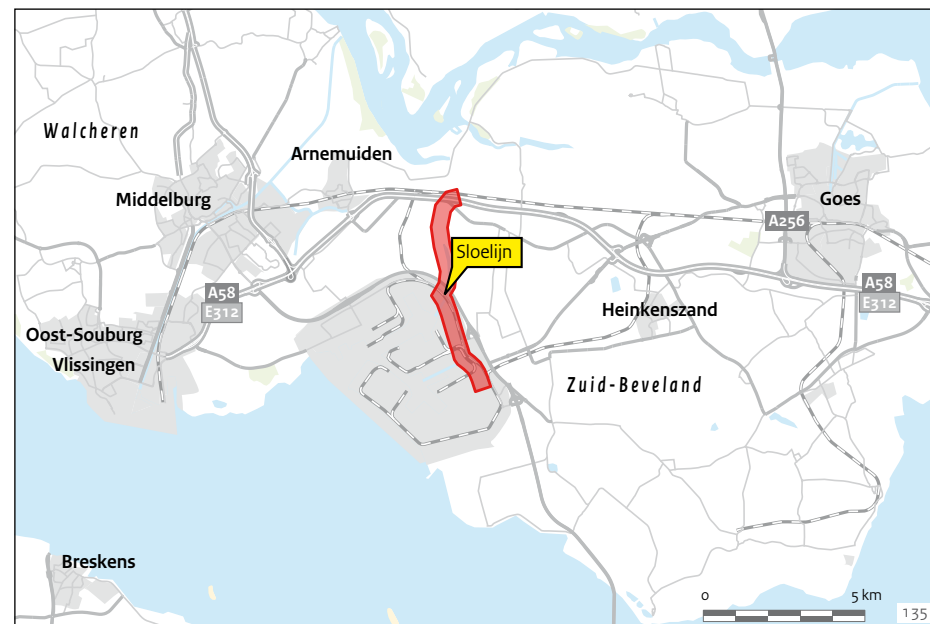 Walcheren
Arnemuiden
Middelburg
Goes
A256
Sloelijn
A58
E312
A58
E312
Heinkenszand
Oost-Souburg
Vlissingen
Zuid-Beveland
Breskens
0 5 km
135